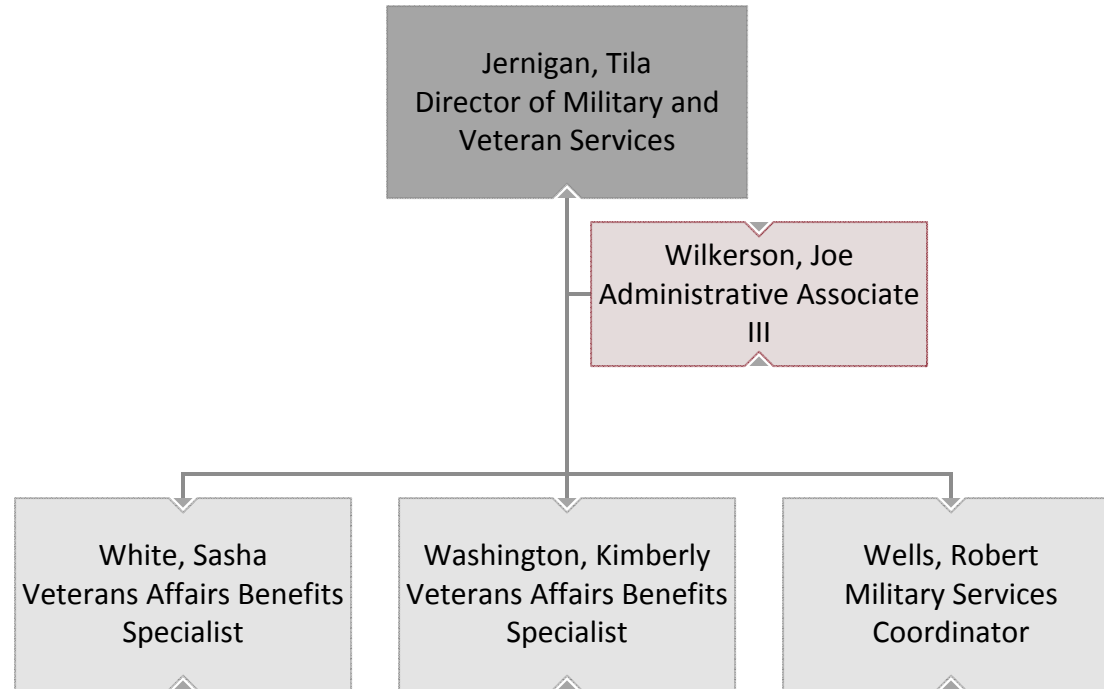 Jernigan, Tila
Director of Military and
Veteran Services
Wilkerson, Joe
Administrative Associate
III
White, Sasha
Veterans Affairs Benefits
Specialist
Washington, Kimberly
Veterans Affairs Benefits
Specialist
Wells, Robert
Military Services
Coordinator